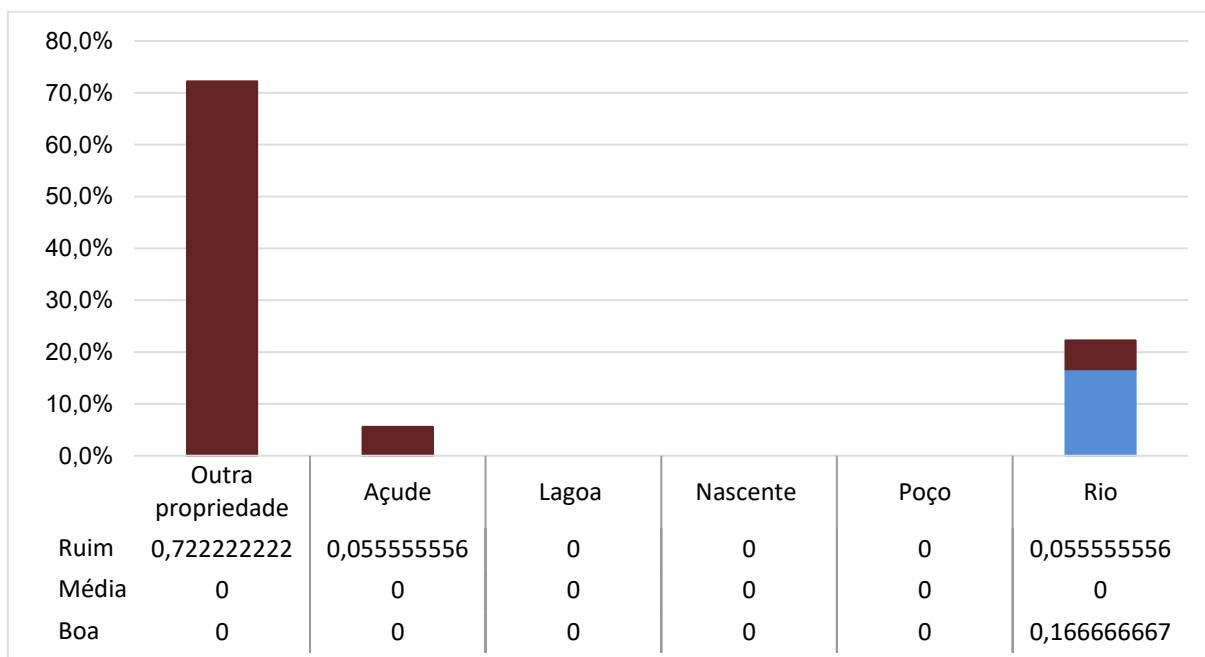 80,0%
70,0%
60,0%
50,0%
40,0%
30,0%
20,0%
10,0%
0,0%
Outra propriedade Açude Lagoa Nascente Poço Rio
Ruim 0,722222222 0,055555556 0 0 0 0,055555556
Média 0 0 0 0 0 0
Boa 0 0 0 0 0 0,166666667